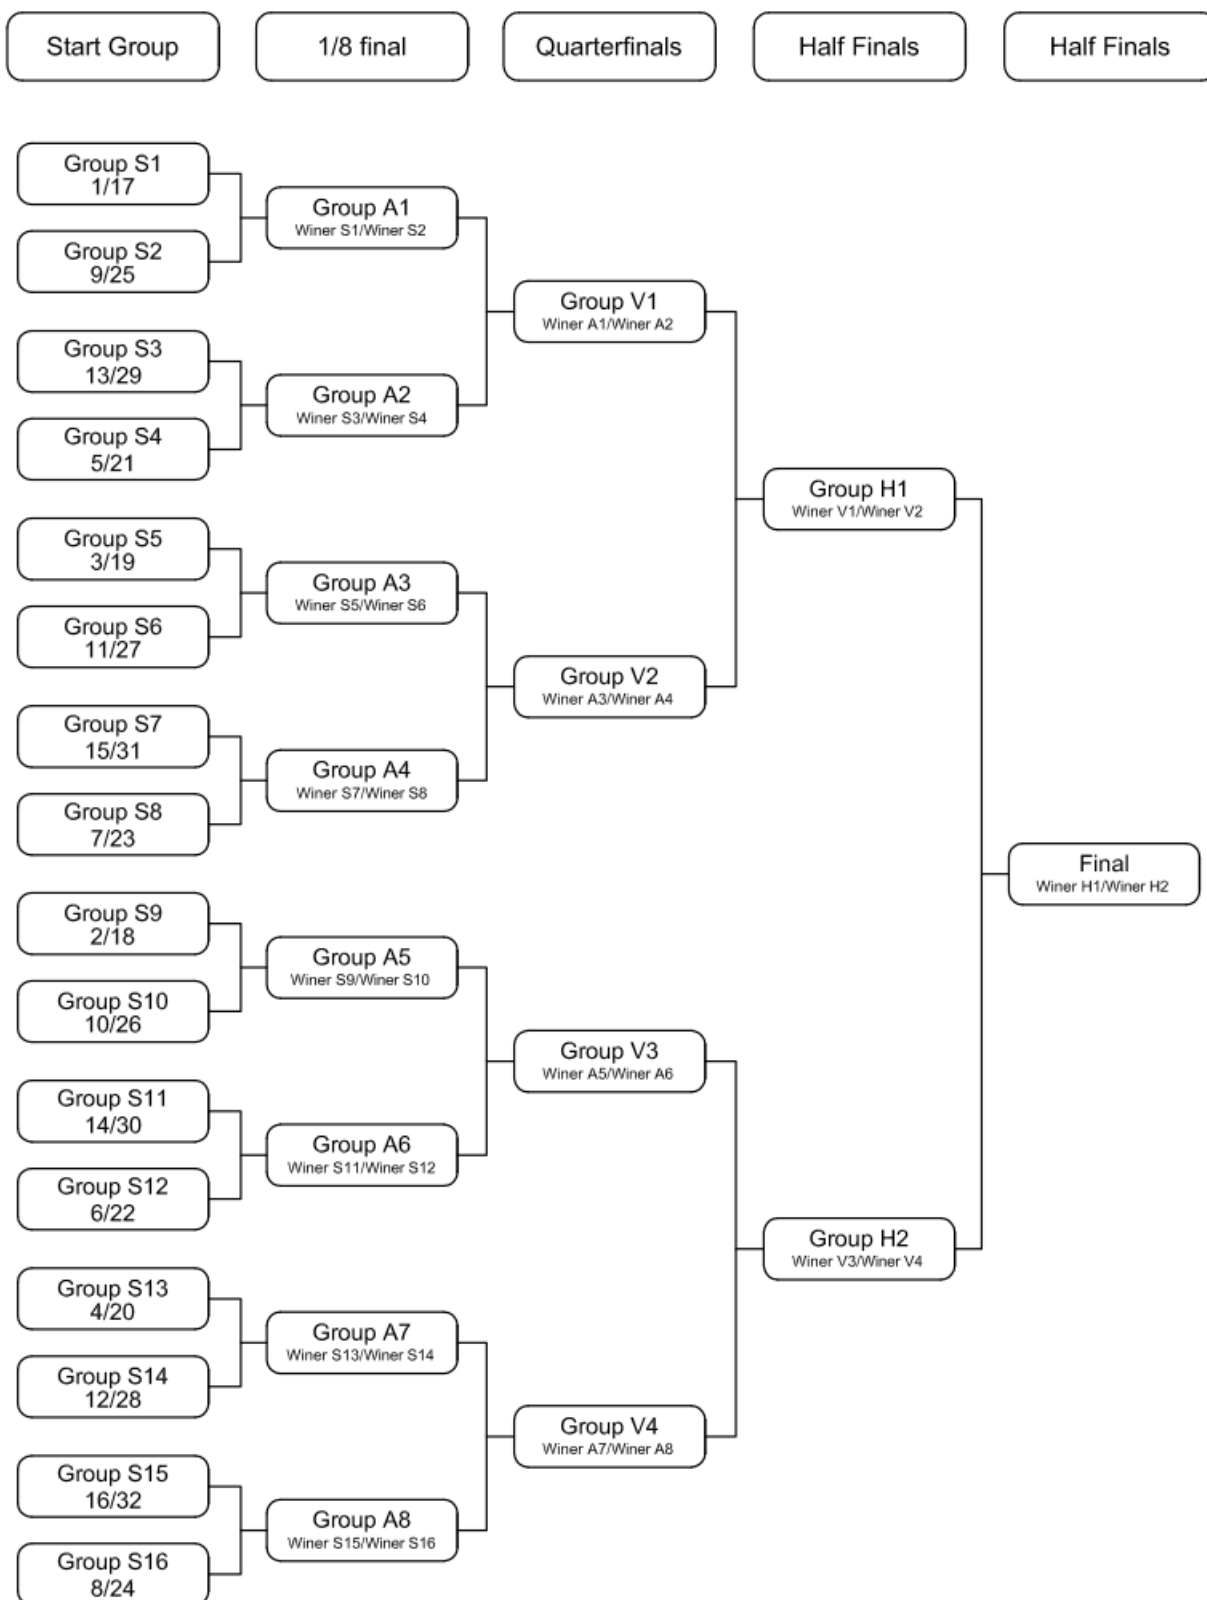 Start Group
1/8 final
Quarterfinals
Half Finals
Half Finals
Group S1
1/17
Group S2
9/25
Group S3
13/29
Group S4
5/21
Group S5
3/19
Group S6
11/27
Group S7
15/31
Group S8
7/23
Group S9
2/18
Group S10
10/26
Group S11
14/30
Group S12
6/22
Group S13
4/20
Group S14
12/28
Group S15
16/32
Group S16
8/24
Group A1
Winer S1/Winer S2
Group A2
Winer S3/Winer S4
Group A3
Winer S5/Winer S6
Group A4
Winer S7/Winer S8
Group A5
Winer S9/Winer S10
Group A6
Winer S11/Winer S12
Group A7
Winer S13/Winer S14
Group A8
Winer S15/Winer S16
Group V1
Winer A1/Winer A2
Group V2
Winer A3/Winer A4
Group V3
Winer A5/Winer A6
Group V4
Winer A7/Winer A8
Group H1
Winer V1/Winer V2
Group H2
Winer V3/Winer V4
Final
Winer H1/Winer H2